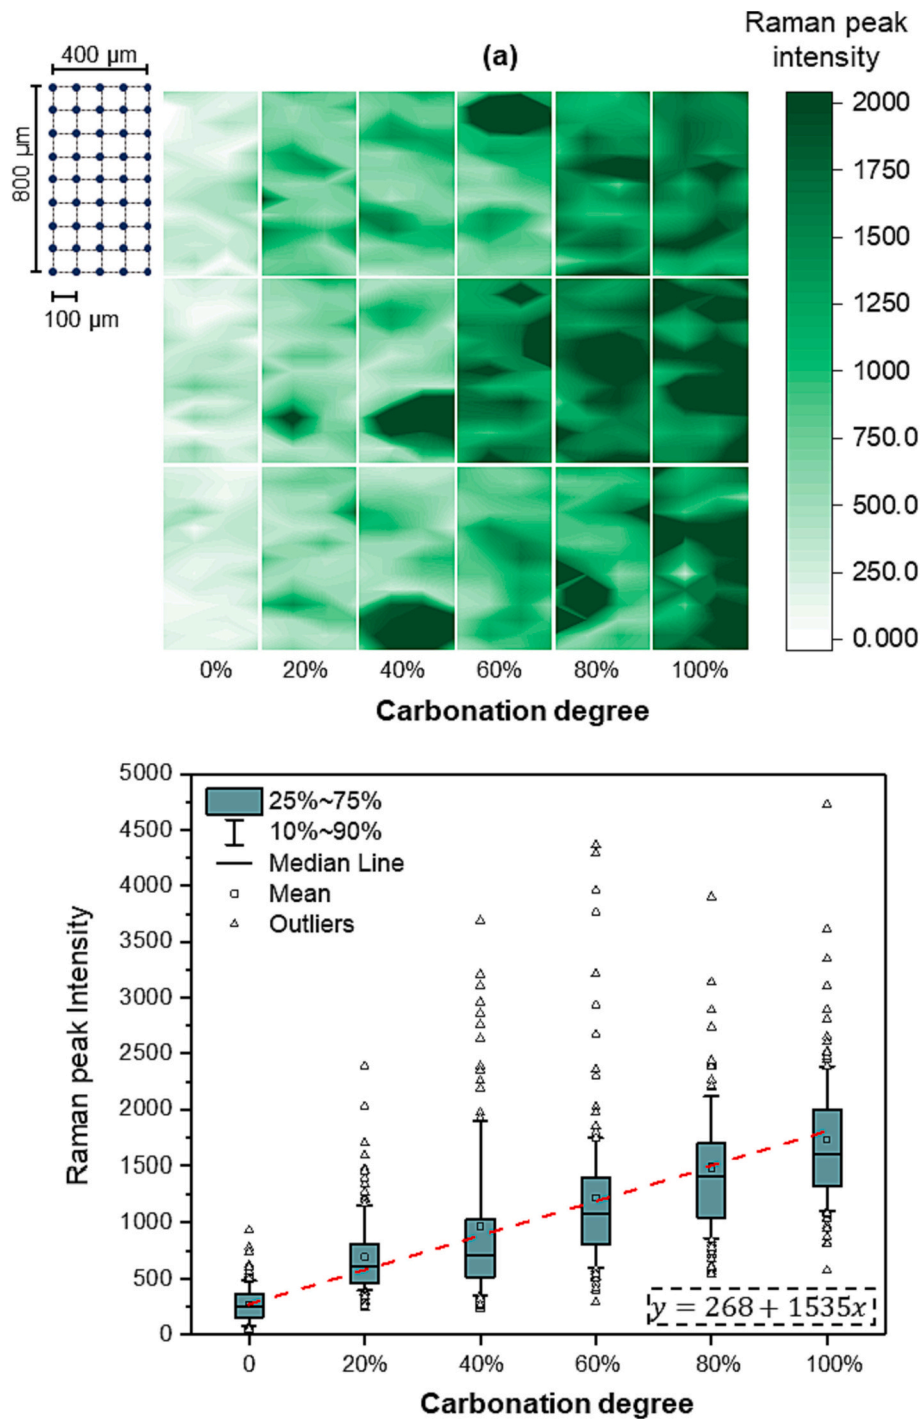 Raman peak
intensity
(a)
400 μm
800 μm
100 μm
2000
1750
1500
1250
1000
750.0
500.0
250.0
0.000
0% 20% 40% 60% 80% 100%
Carbonation degree
5000
4500
4000
3500
3000
2500
2000
1500
1000
500
0
Raman peak Intensity
25%~75%
10%~90%
Median Line
Mean
Outliers
y = 268 + 1535x
0 20% 40% 60% 80% 100%
Carbonation degree